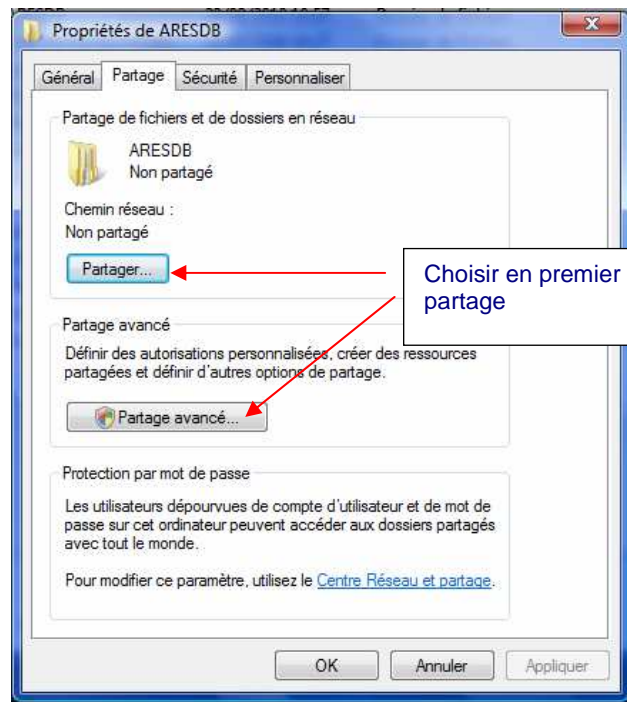 Propriétés de ARESDB
Général Partage Sécurité Personnaliser
Partage de fichiers et de dossiers en réseau
ARESDB
Non partagé
Chemin réseau :
Non partagé
Partager...
Choisir en premier
partage
Partage avancé
Définir des autorisations personnalisées, créer des ressources
partagées et définir d'autres options de partage.
Partage avancé...
Protection par mot de passe
Les utilisateurs dépourvues de compte d'utilisateur et de mot de
passe sur cet ordinateur peuvent accéder aux dossiers partagés
avec tout le monde.
Pour modifier ce paramètre, utilisez le Centre Réseau et partage.
OK Annuler Appliquer